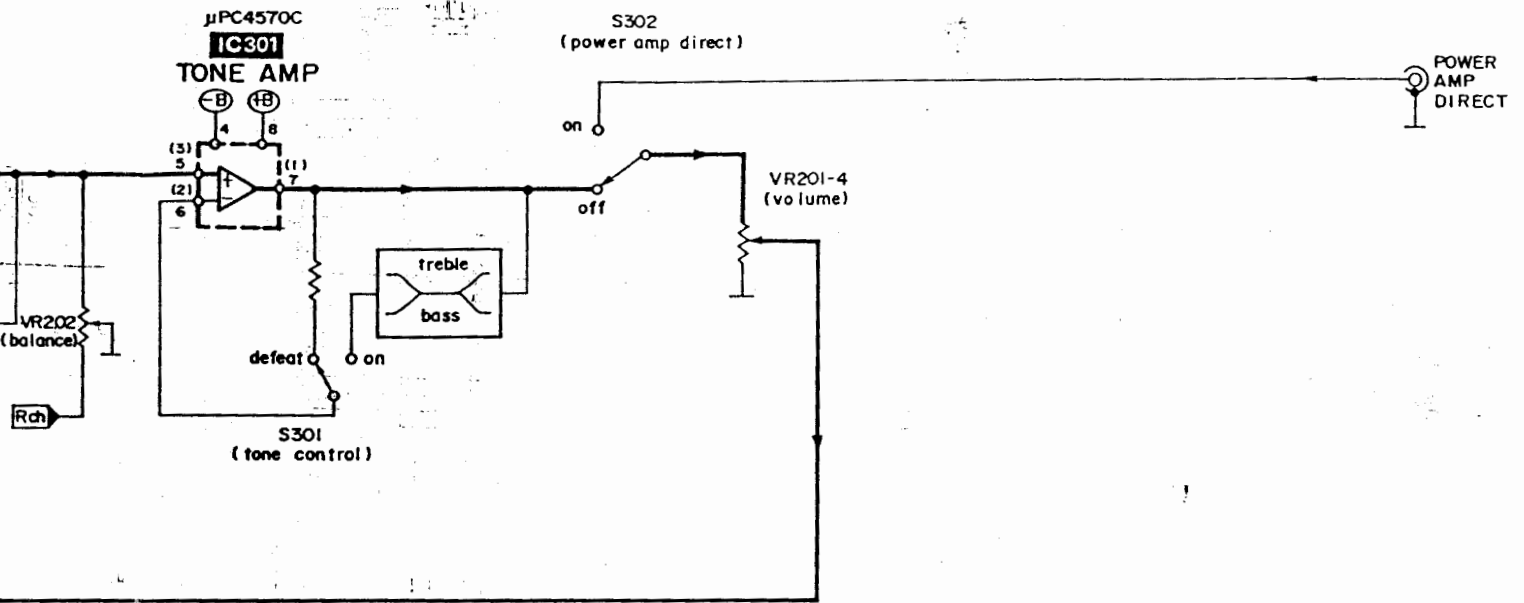 μPC4570C
IC301
TONE AMP
-B +B
4 8
(3)
5
(2)
6
+
-
(1)
7
S302
(power amp direct)
on
off
POWER
AMP
DIRECT
VR201-4
(volume)
treble
bass
VR202
(balance)
defeat
on
Rch
S301
(tone control)